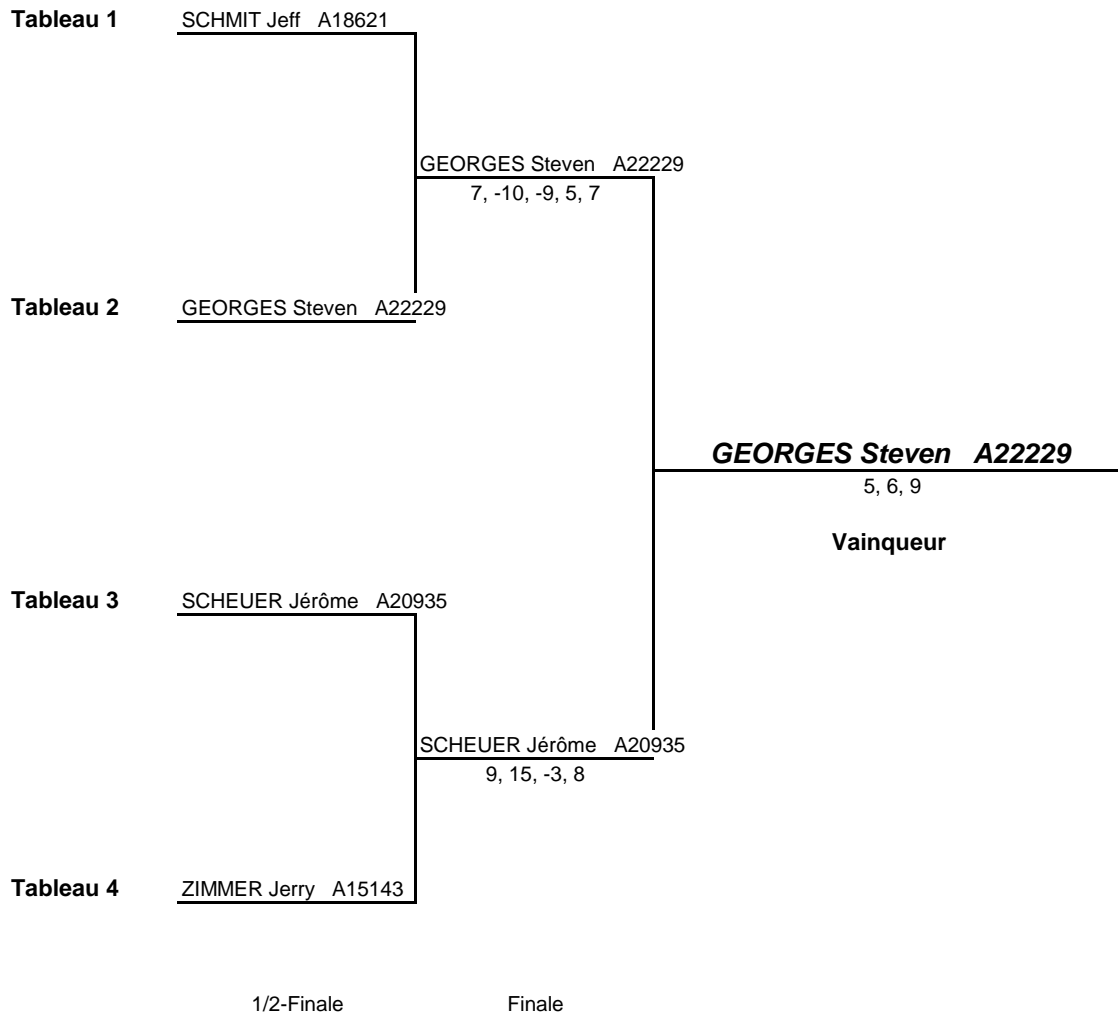 Tableau 1 SCHMIT Jeff A18621
GEORGES Steven A22229
7, -10, -9, 5, 7
Tableau 2 GEORGES Steven A22229
GEORGES Steven A22229
5, 6, 9
Vainqueur
Tableau 3 SCHEUER Jérôme A20935
SCHEUER Jérôme A20935
9, 15, -3, 8
Tableau 4 ZIMMER Jerry A15143
1/2-Finale Finale